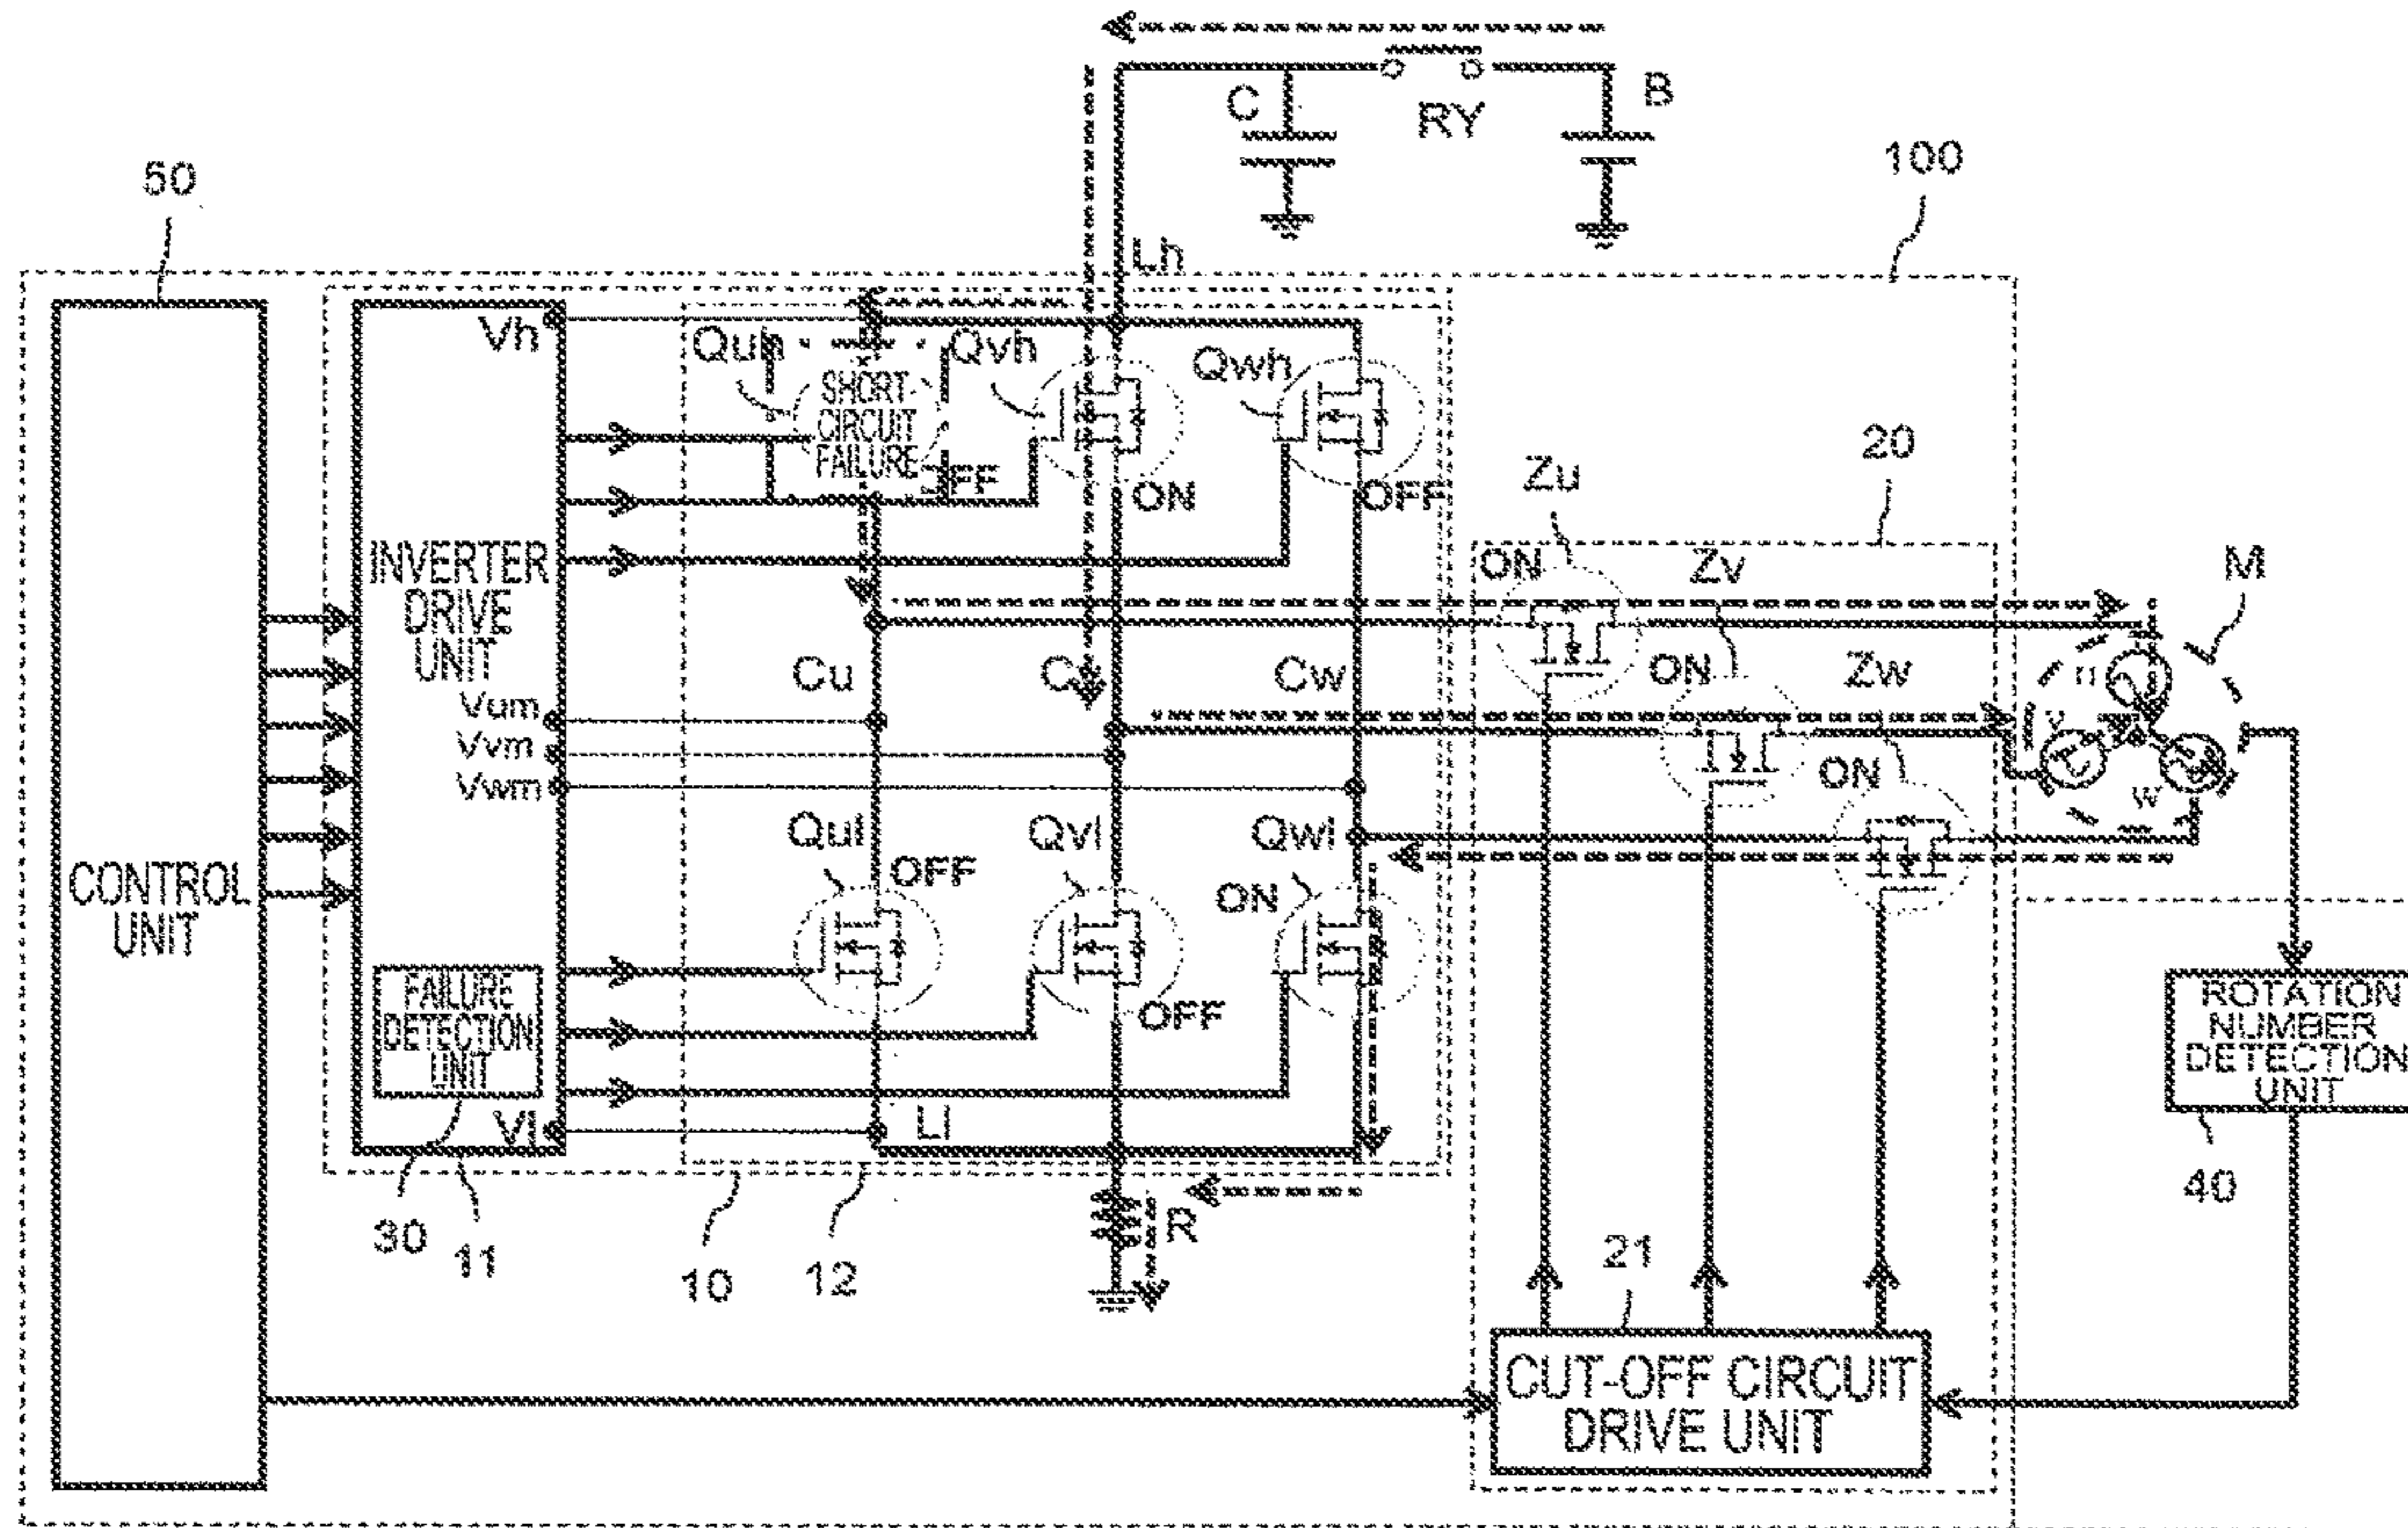 C
RY
B
50
100
Lh
Vh
Quh
Qvh
Qwh
SHORT-
CIRCUIT
FAILURE
ON
OFF
20
Zu
ON
Zv
INVERTER
DRIVE
UNIT
M
Cu
Cw
ON
Zw
u
Vum
Vvm
Vwm
v
w
ON
Qul
OFF
Qvl
Qwl
ON
CONTROL
UNIT
FAILURE
DETECTION
UNIT
OFF
ROTATION
NUMBER
DETECTION
UNIT
Vl
Ll
30
11
10
12
R
40
21
CUT-OFF CIRCUIT
DRIVE UNIT